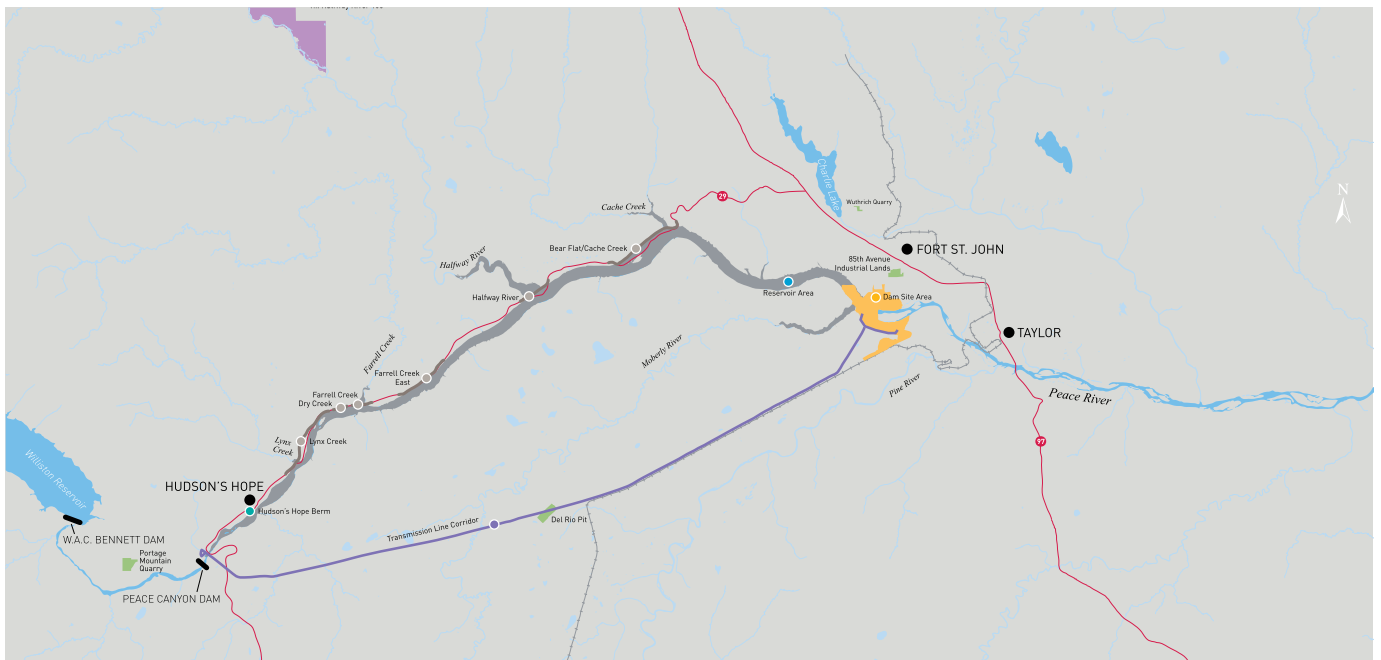 29
Charlie Lake
Wuthrich Quarry
N
Cache Creek
Bear Flat/Cache Creek
FORT ST. JOHN
85th Avenue
Industrial Lands
Halfway River
Halfway River
Reservoir Area
Dam Site Area
TAYLOR
Moberly River
Farrell Creek
Farrell Creek
East
Pine River
Peace River
Farrell Creek
Dry Creek
Lynx
Creek
Lynx Creek
97
Williston Reservoir
HUDSON'S HOPE
Hudson's Hope Berm
Transmission Line Corridor
Del Rio Pit
W.A.C. BENNETT DAM
Portage
Mountain
Quarry
PEACE CANYON DAM